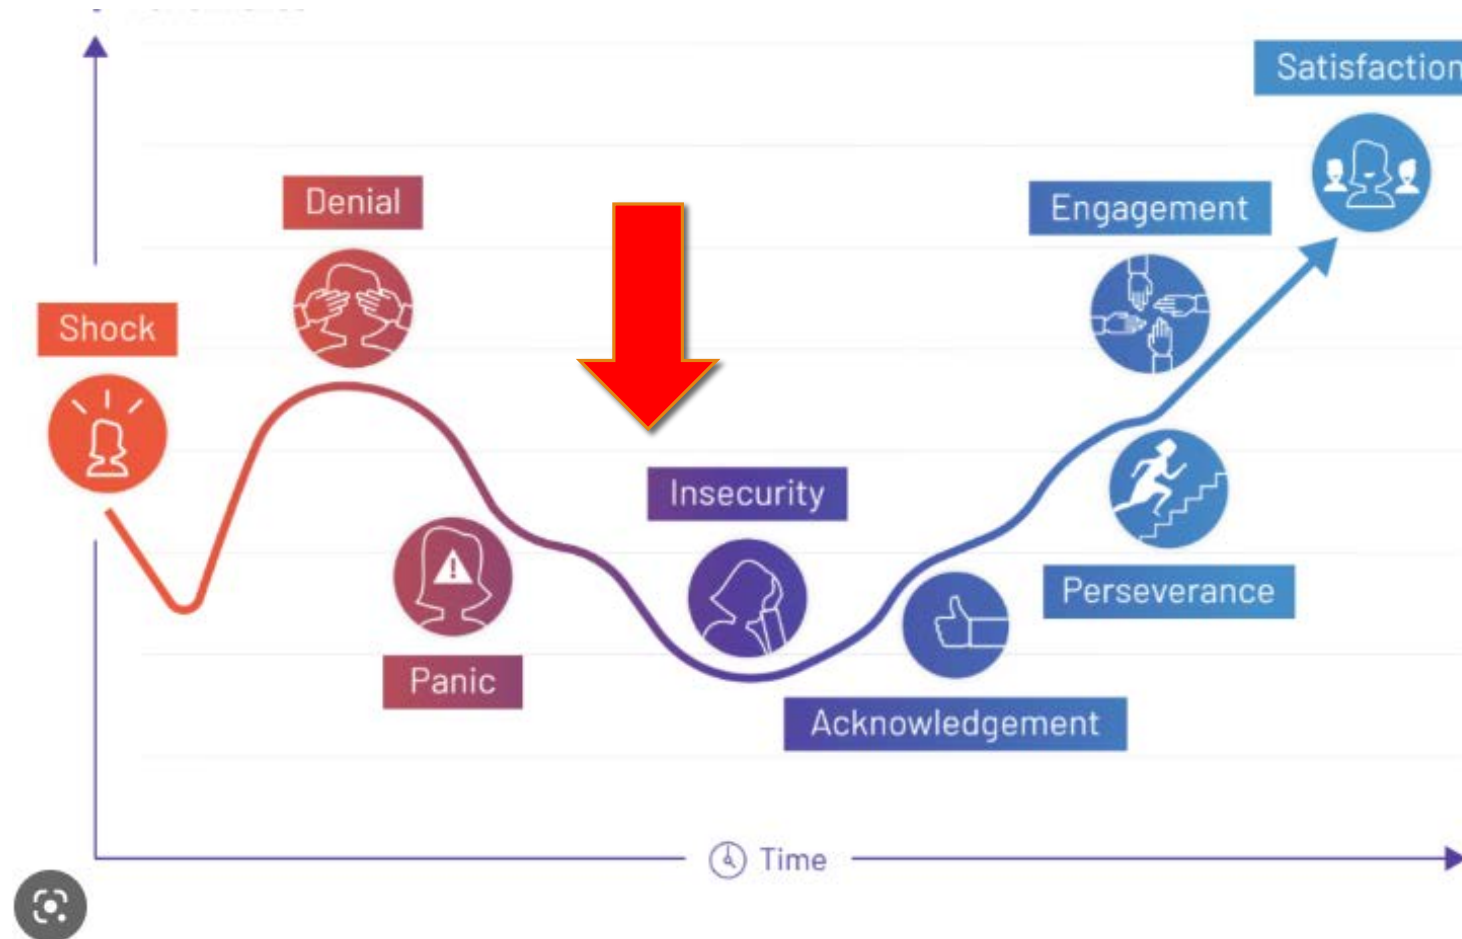 Satisfaction
Denial
Engagement
Shock
Insecurity
Perseverance
Panic
Acknowledgement
Time